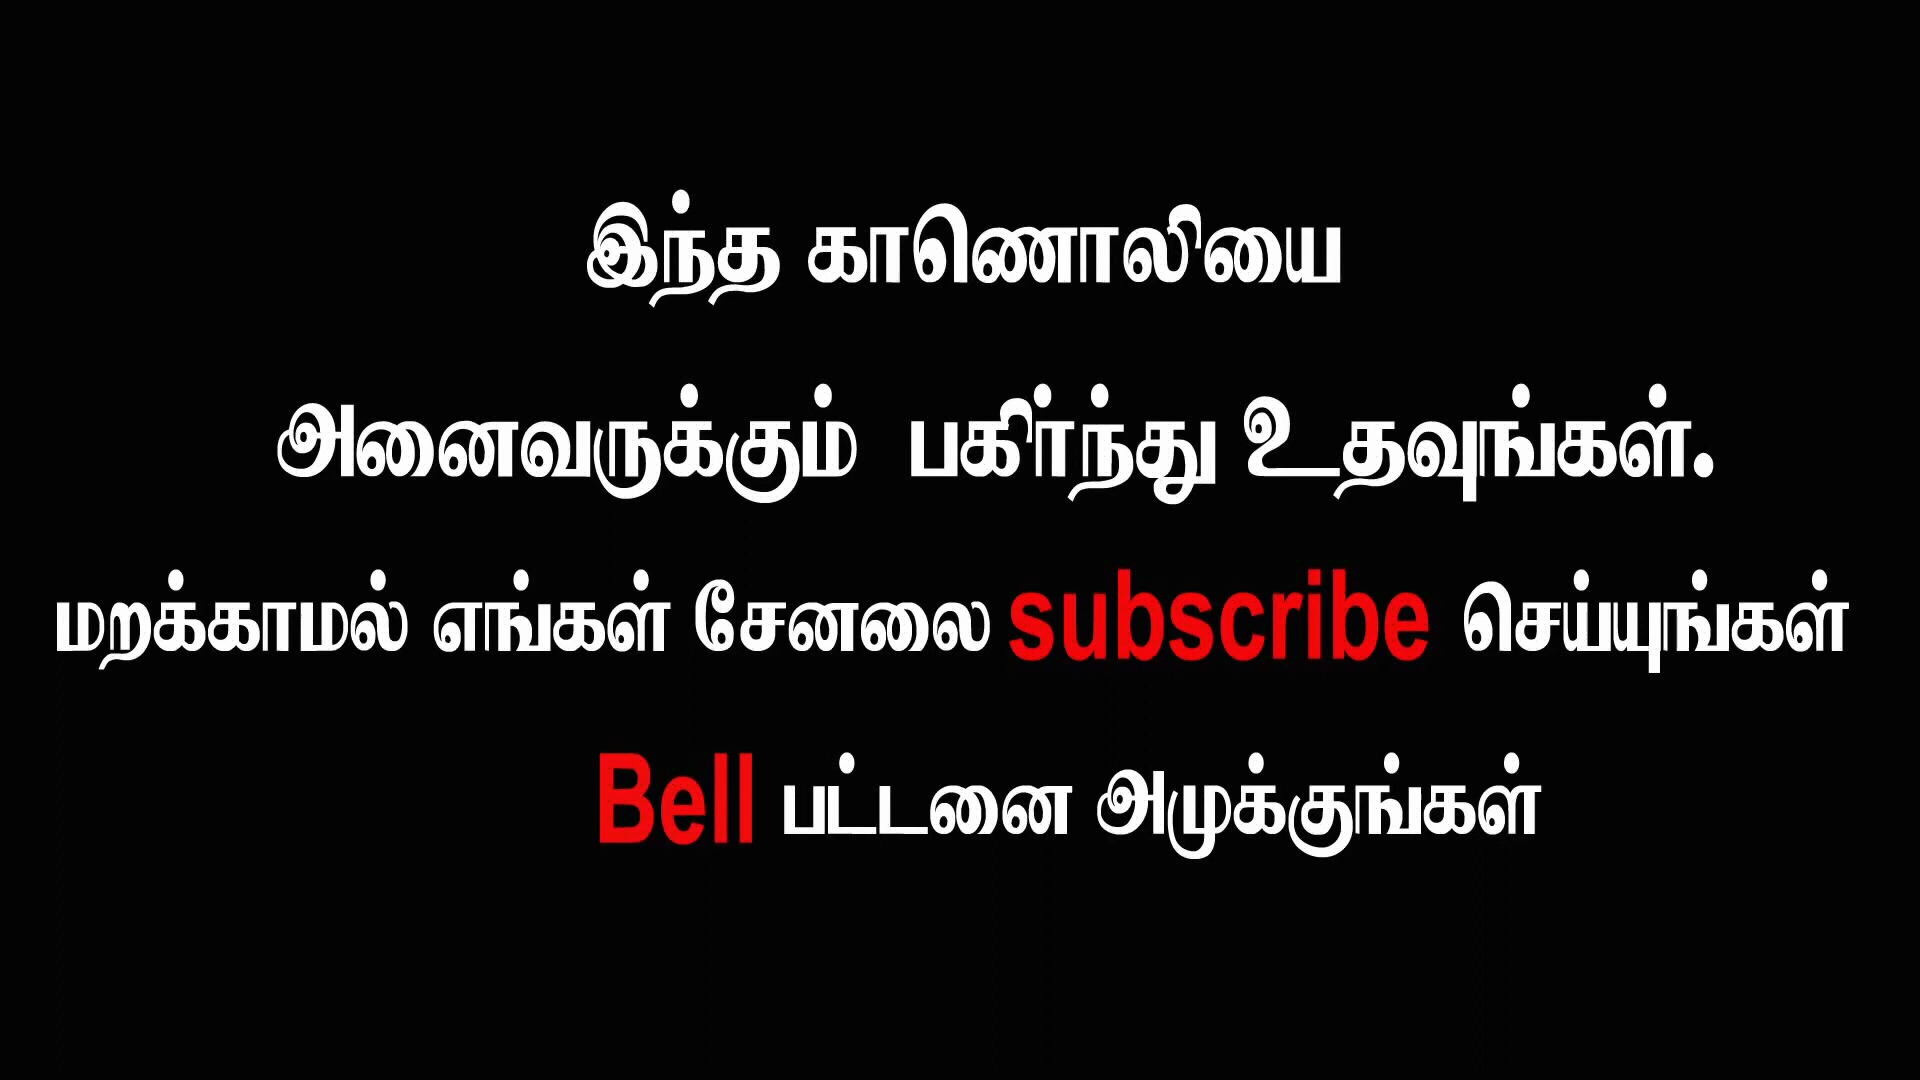 இந்த காணொலியை
அனைவருக்கும் பகிர்ந்து உதவுங்கள்.
மறக்காமல் எங்கள் சேனலை subscribe செய்யுங்கள்
Bell பட்டனை அழுக்குங்கள்